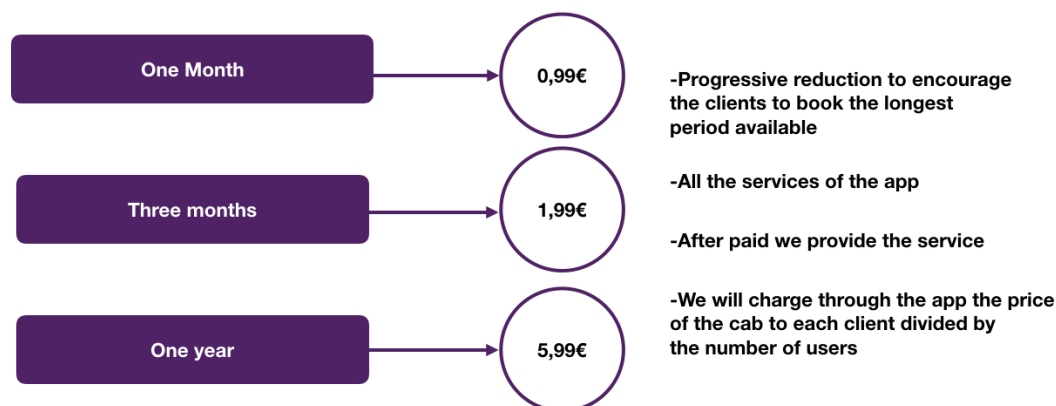 One Month
0,99€
Three months
1,99€
One year
5,99€
-Progressive reduction to encourage
the clients to book the longest
period available
-All the services of the app
-After paid we provide the service
-We will charge through the app the price
of the cab to each client divided by
the number of users